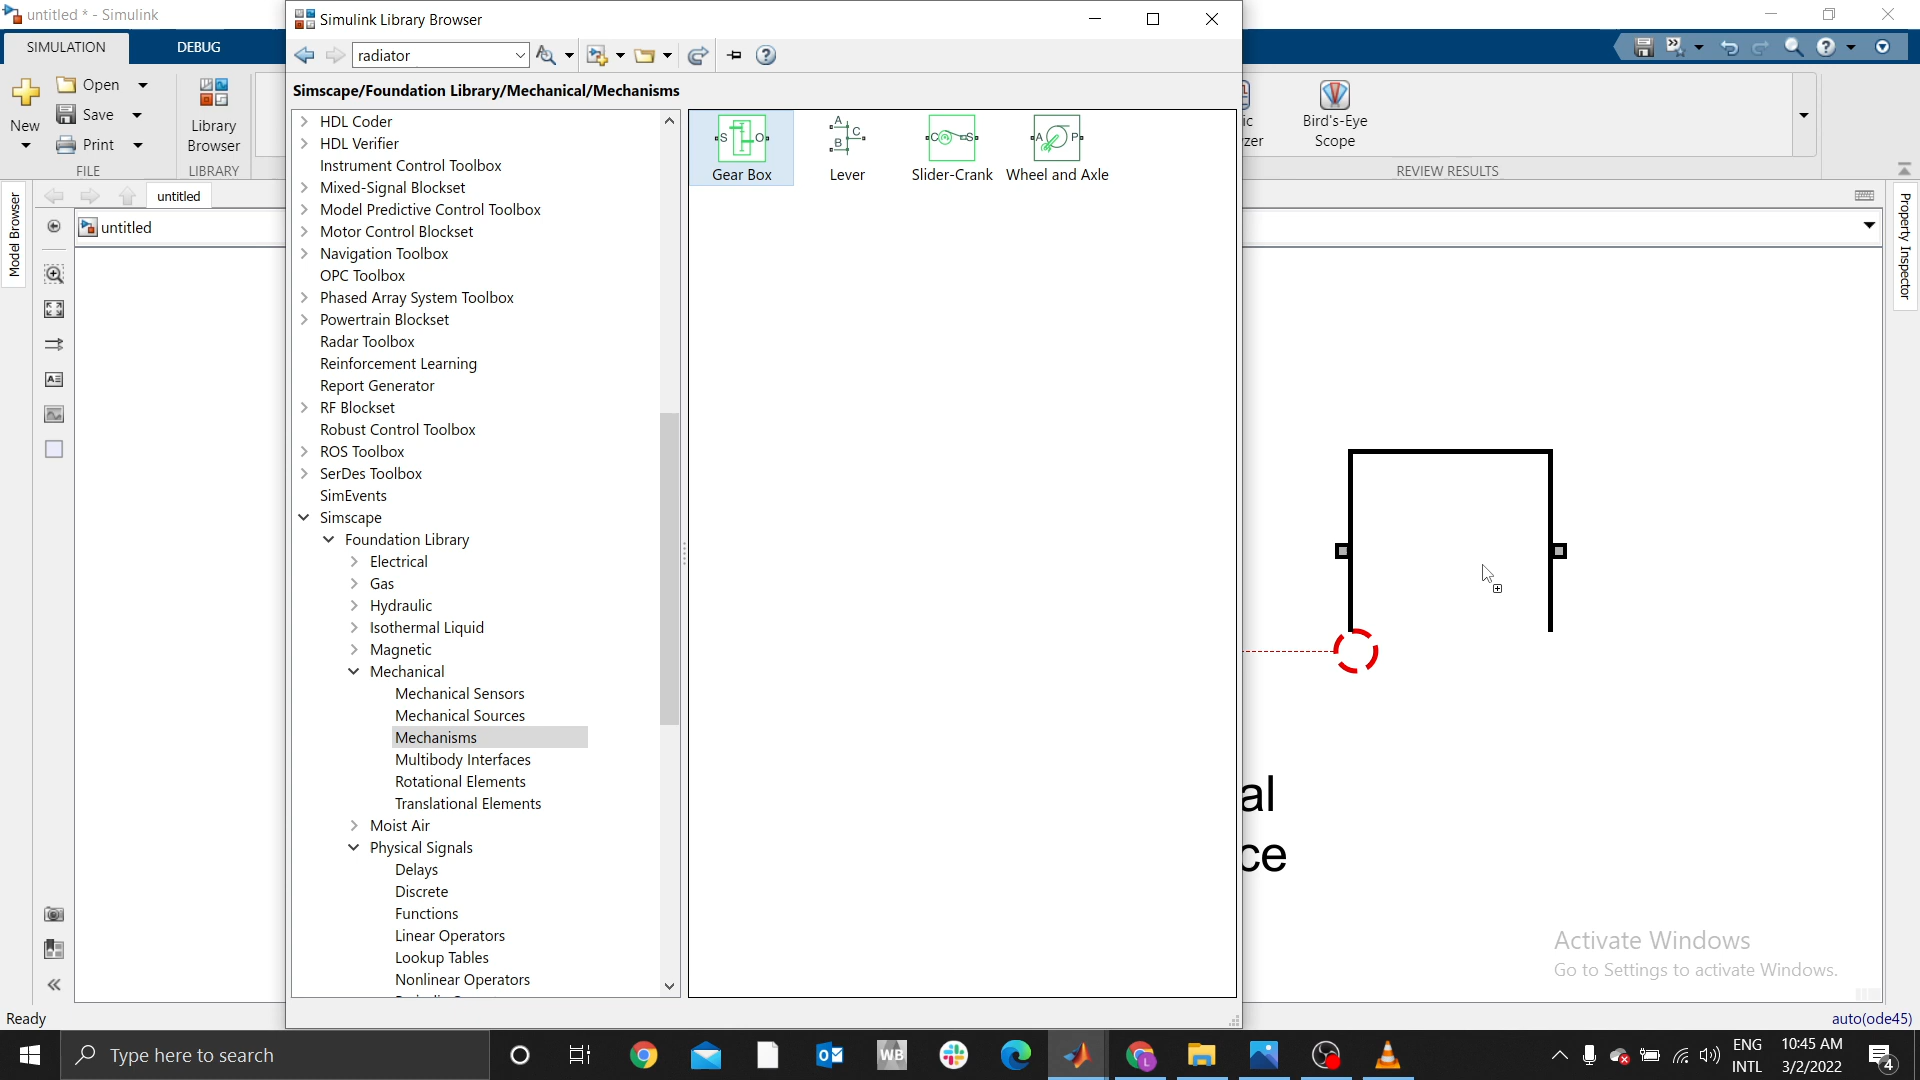 untitled * - Simulink
Simulink Library Browser
SIMULATION
DEBUG
radiator
Simscape/Foundation Library/Mechanical/Mechanisms
New
Open
Save
Print
FILE
Library
Browser
LIBRARY
Bird's-Eye
Scope
ic
zer
REVIEW RESULTS
Model Browser
untitled
untitled
Property Inspector
HDL Coder
HDL Verifier
Instrument Control Toolbox
Mixed-Signal Blockset
Model Predictive Control Toolbox
Motor Control Blockset
Navigation Toolbox
OPC Toolbox
Phased Array System Toolbox
Powertrain Blockset
Radar Toolbox
Reinforcement Learning
Report Generator
RF Blockset
Robust Control Toolbox
ROS Toolbox
SerDes Toolbox
SimEvents
Simscape
Foundation Library
Electrical
Gas
Hydraulic
Isothermal Liquid
Magnetic
Mechanical
Mechanical Sensors
Mechanical Sources
Mechanisms
Multibody Interfaces
Rotational Elements
Translational Elements
Moist Air
Physical Signals
Delays
Discrete
Functions
Linear Operators
Lookup Tables
Nonlinear Operators
S O
A
B C
C S
A P
Gear Box
Lever
Slider-Crank
Wheel and Axle
al
ce
Activate Windows
Go to Settings to activate Windows.
Ready
auto(ode45)
Type here to search
WB
L
ENG
INTL
10:45 AM
3/2/2022
4